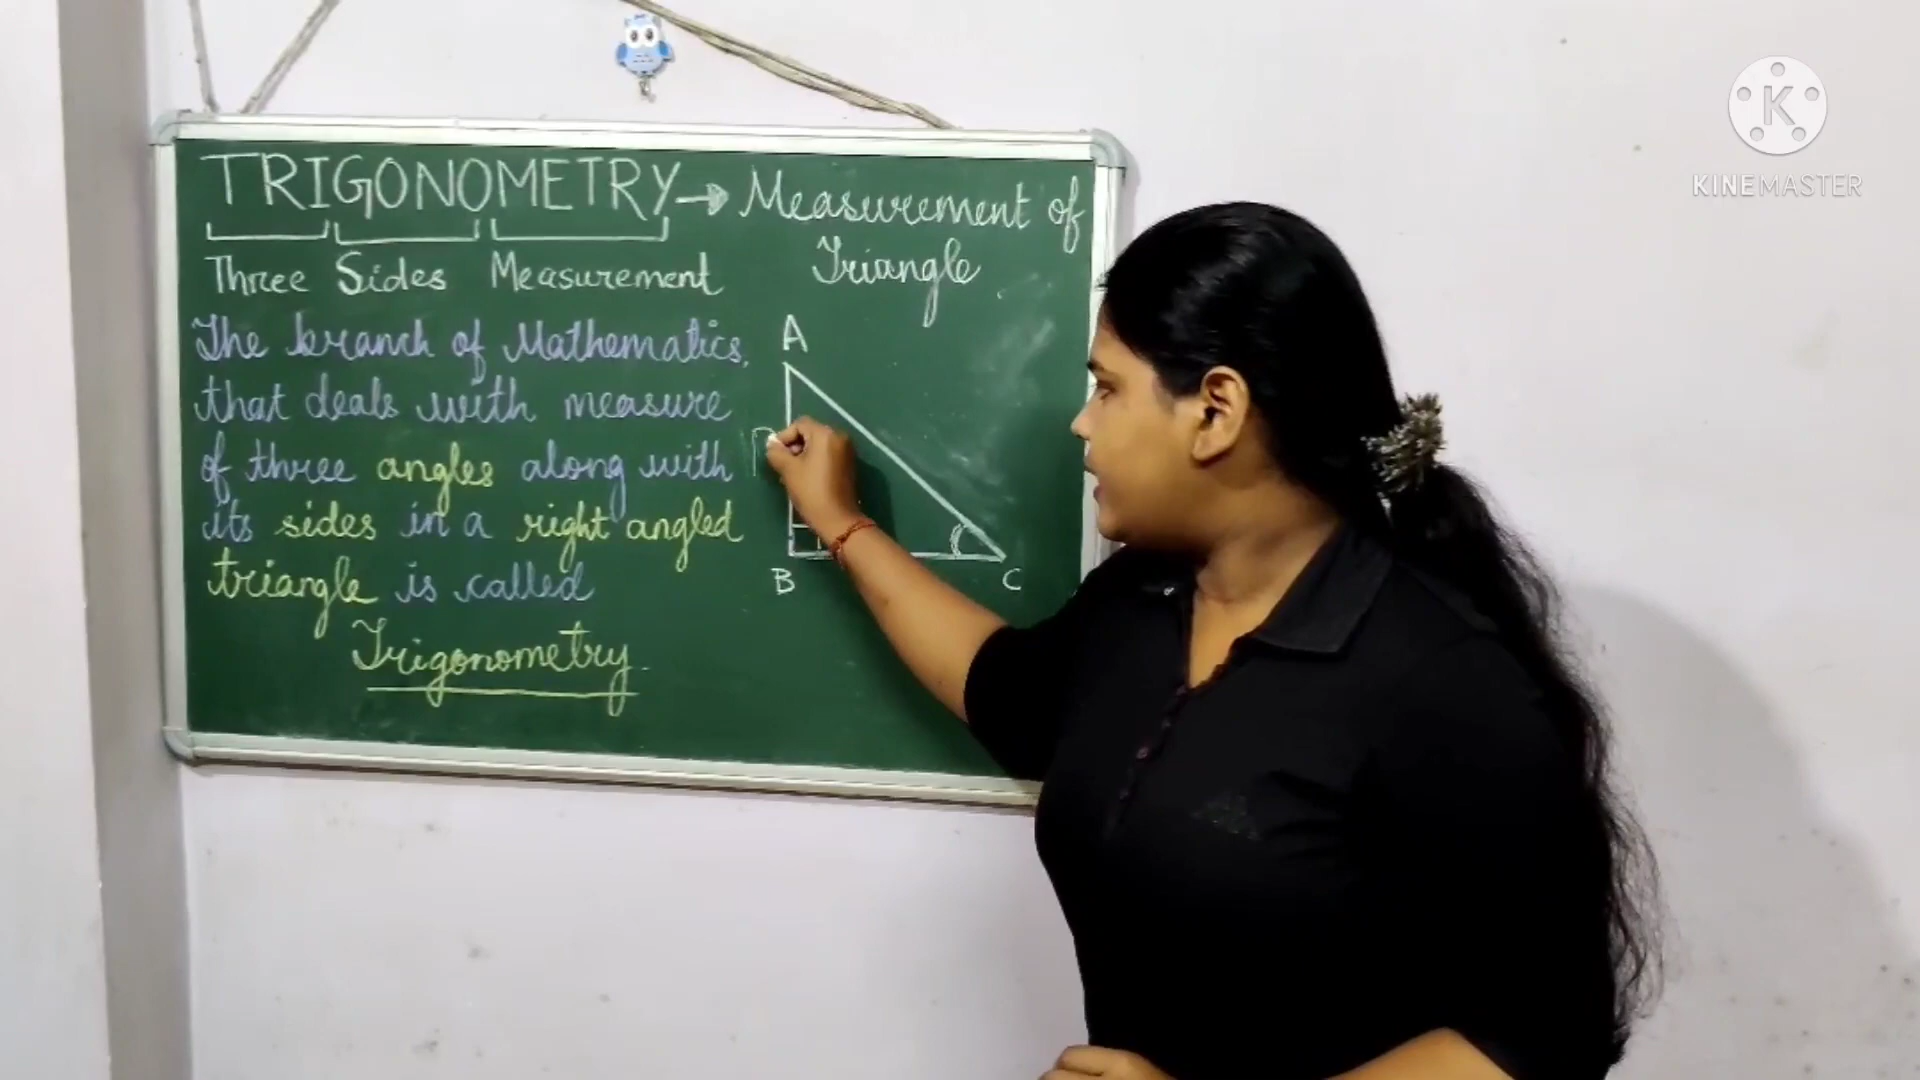 TRIGONOMETRY → Measurement of
Triangle
Three Sides Measurement
The branch of Mathematics,
that deals with measure
of three angles along with
its sides in a right angled
triangle is called
Trigonometry.
A
P
B
C
K
KINEMASTER